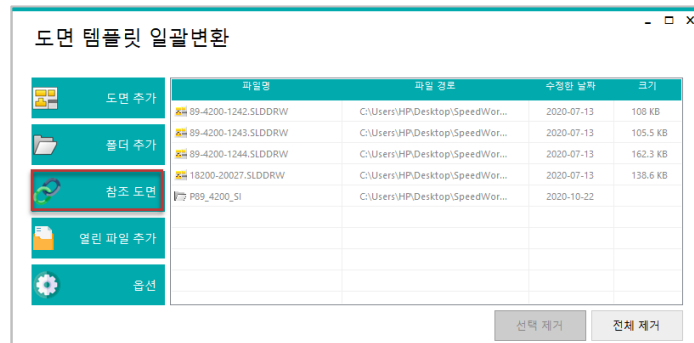 도면 템플릿 일괄변환
도면 추가
폴더 추가
참조 도면
열린 파일 추가
옵션
파일명 파일 경로 수정한 날짜 크기
89-4200-1242.SLDDRW C:\Users\HP\Desktop\SpeedWor... 2020-07-13 108 KB
89-4200-1243.SLDDRW C:\Users\HP\Desktop\SpeedWor... 2020-07-13 105.5 KB
89-4200-1244.SLDDRW C:\Users\HP\Desktop\SpeedWor... 2020-07-13 162.3 KB
18200-20027.SLDDRW C:\Users\HP\Desktop\SpeedWor... 2020-07-13 138.6 KB
P89_4200_SI C:\Users\HP\Desktop\SpeedWor... 2020-10-22
선택 제거 전체 제거